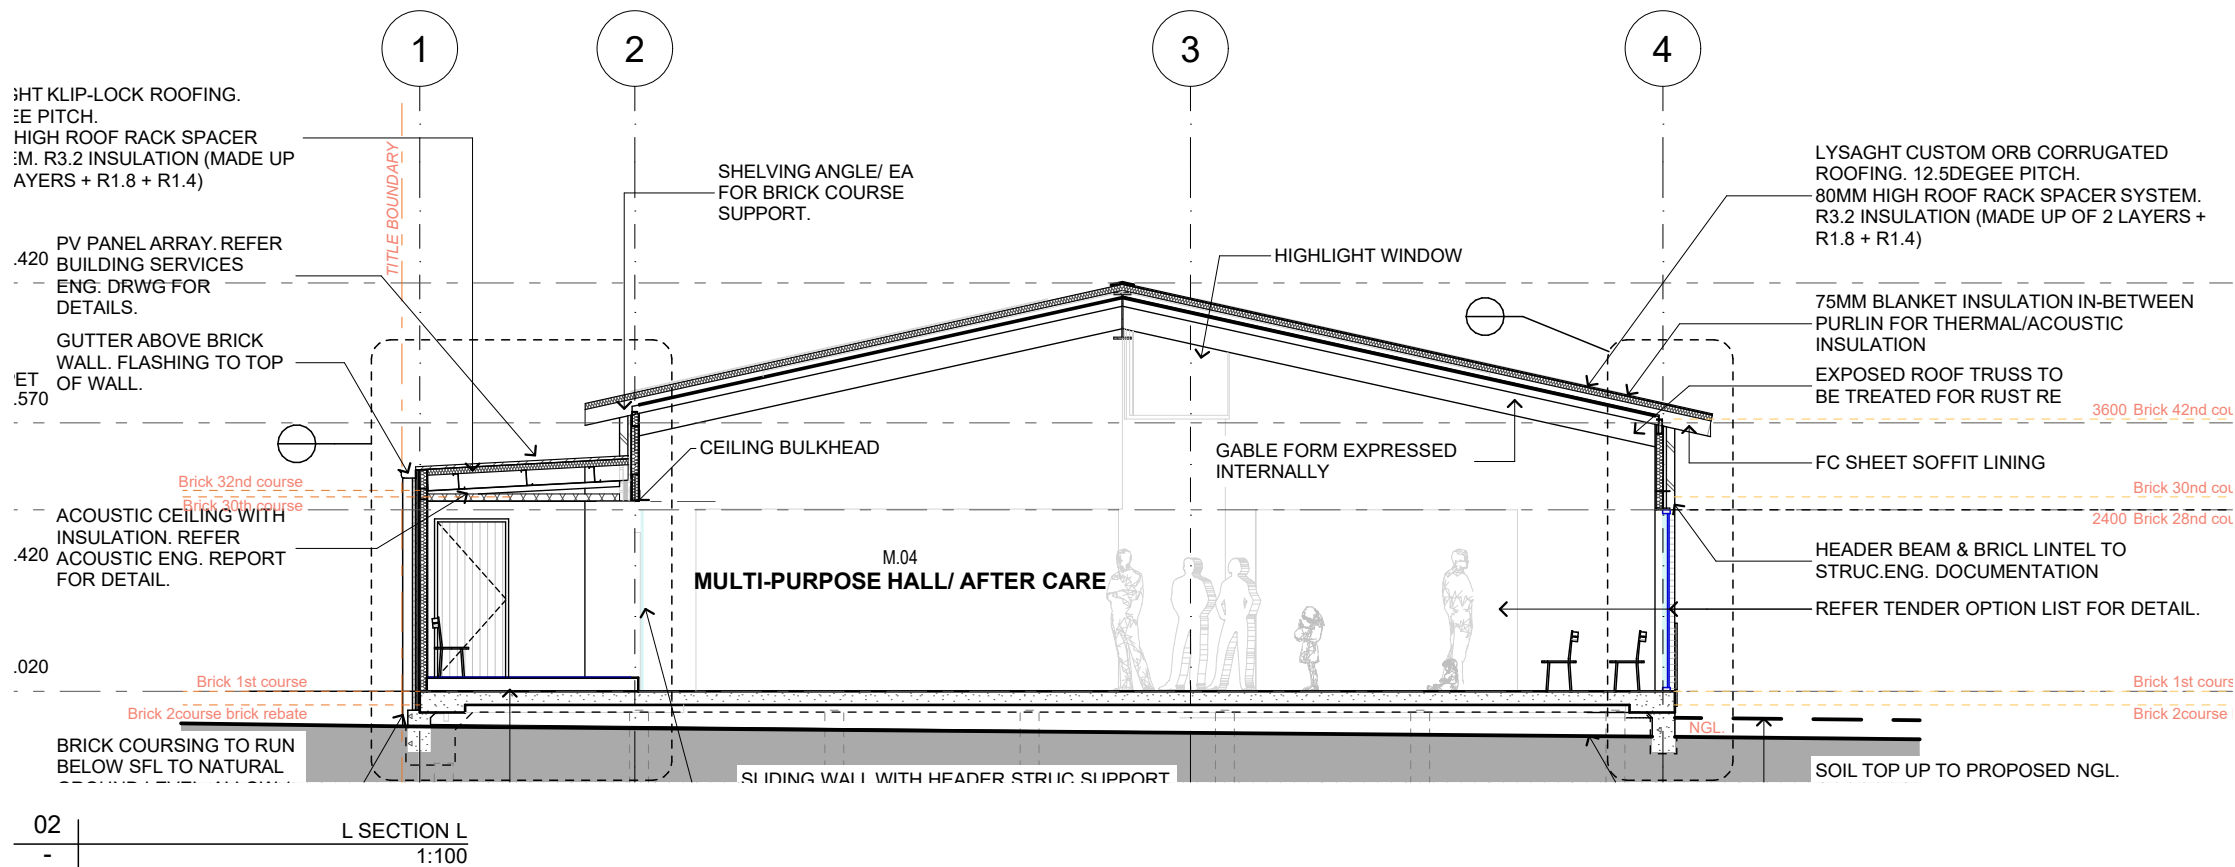 1
2
3
4
GHT KLIP-LOCK ROOFING.
EE PITCH.
HIGH ROOF RACK SPACER
EM. R3.2 INSULATION (MADE UP
AYERS + R1.8 + R1.4)
TITLE BOUNDARY
SHELVING ANGLE/ EA
FOR BRICK COURSE
SUPPORT.
LYSAGHT CUSTOM ORB CORRUGATED
ROOFING. 12.5DEGEE PITCH.
80MM HIGH ROOF RACK SPACER SYSTEM.
R3.2 INSULATION (MADE UP OF 2 LAYERS +
R1.8 + R1.4)
.420
PV PANEL ARRAY. REFER
BUILDING SERVICES
ENG. DRWG FOR
DETAILS.
HIGHLIGHT WINDOW
75MM BLANKET INSULATION IN-BETWEEN
PURLIN FOR THERMAL/ACOUSTIC
INSULATION
GUTTER ABOVE BRICK
WALL. FLASHING TO TOP
OF WALL.
PET
.570
EXPOSED ROOF TRUSS TO
BE TREATED FOR RUST RE
3600 Brick 42nd cou
CEILING BULKHEAD
GABLE FORM EXPRESSED
INTERNALLY
FC SHEET SOFFIT LINING
Brick 32nd course
Brick 30th course
Brick 30nd cou
2400 Brick 28nd cou
ACOUSTIC CEILING WITH
INSULATION. REFER
ACOUSTIC ENG. REPORT
FOR DETAIL.
.420
M.04
MULTI-PURPOSE HALL/ AFTER CARE
HEADER BEAM & BRICL LINTEL TO
STRUC.ENG. DOCUMENTATION
REFER TENDER OPTION LIST FOR DETAIL.
.020
Brick 1st course
Brick 2course brick rebate
Brick 1st cours
Brick 2course
NGL.
BRICK COURSING TO RUN
BELOW SFL TO NATURAL
SLIDING WALL WITH HEADER STRUC SUPPORT
SOIL TOP UP TO PROPOSED NGL.
02
-
L SECTION L
1:100